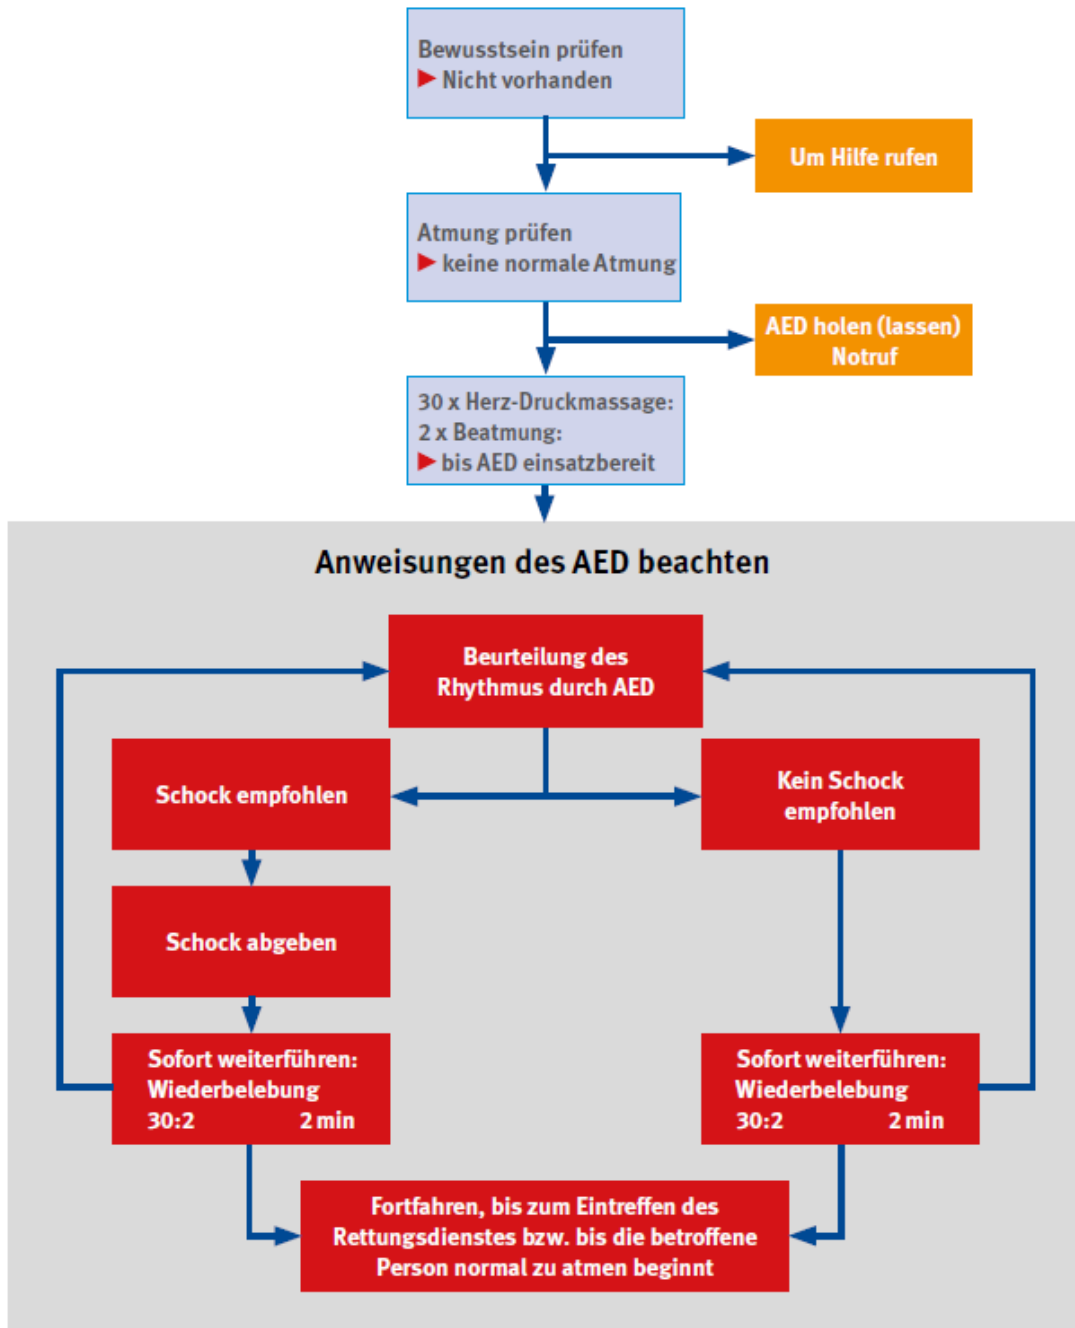 Bewusstsein prüfen
▶ Nicht vorhanden
Um Hilfe rufen
Atmung prüfen
▶ keine normale Atmung
AED holen (lassen)
Notruf
30 x Herz-Druckmassage:
2 x Beatmung:
▶ bis AED einsatzbereit
Anweisungen des AED beachten
Beurteilung des
Rhythmus durch AED
Schock empfohlen
Kein Schock
empfohlen
Schock abgeben
Sofort weiterführen:
Wiederbelebung
30:2 2 min
Sofort weiterführen:
Wiederbelebung
30:2 2 min
Fortfahren, bis zum Eintreffen des
Rettungsdienstes bzw. bis die betroffene
Person normal zu atmen beginnt